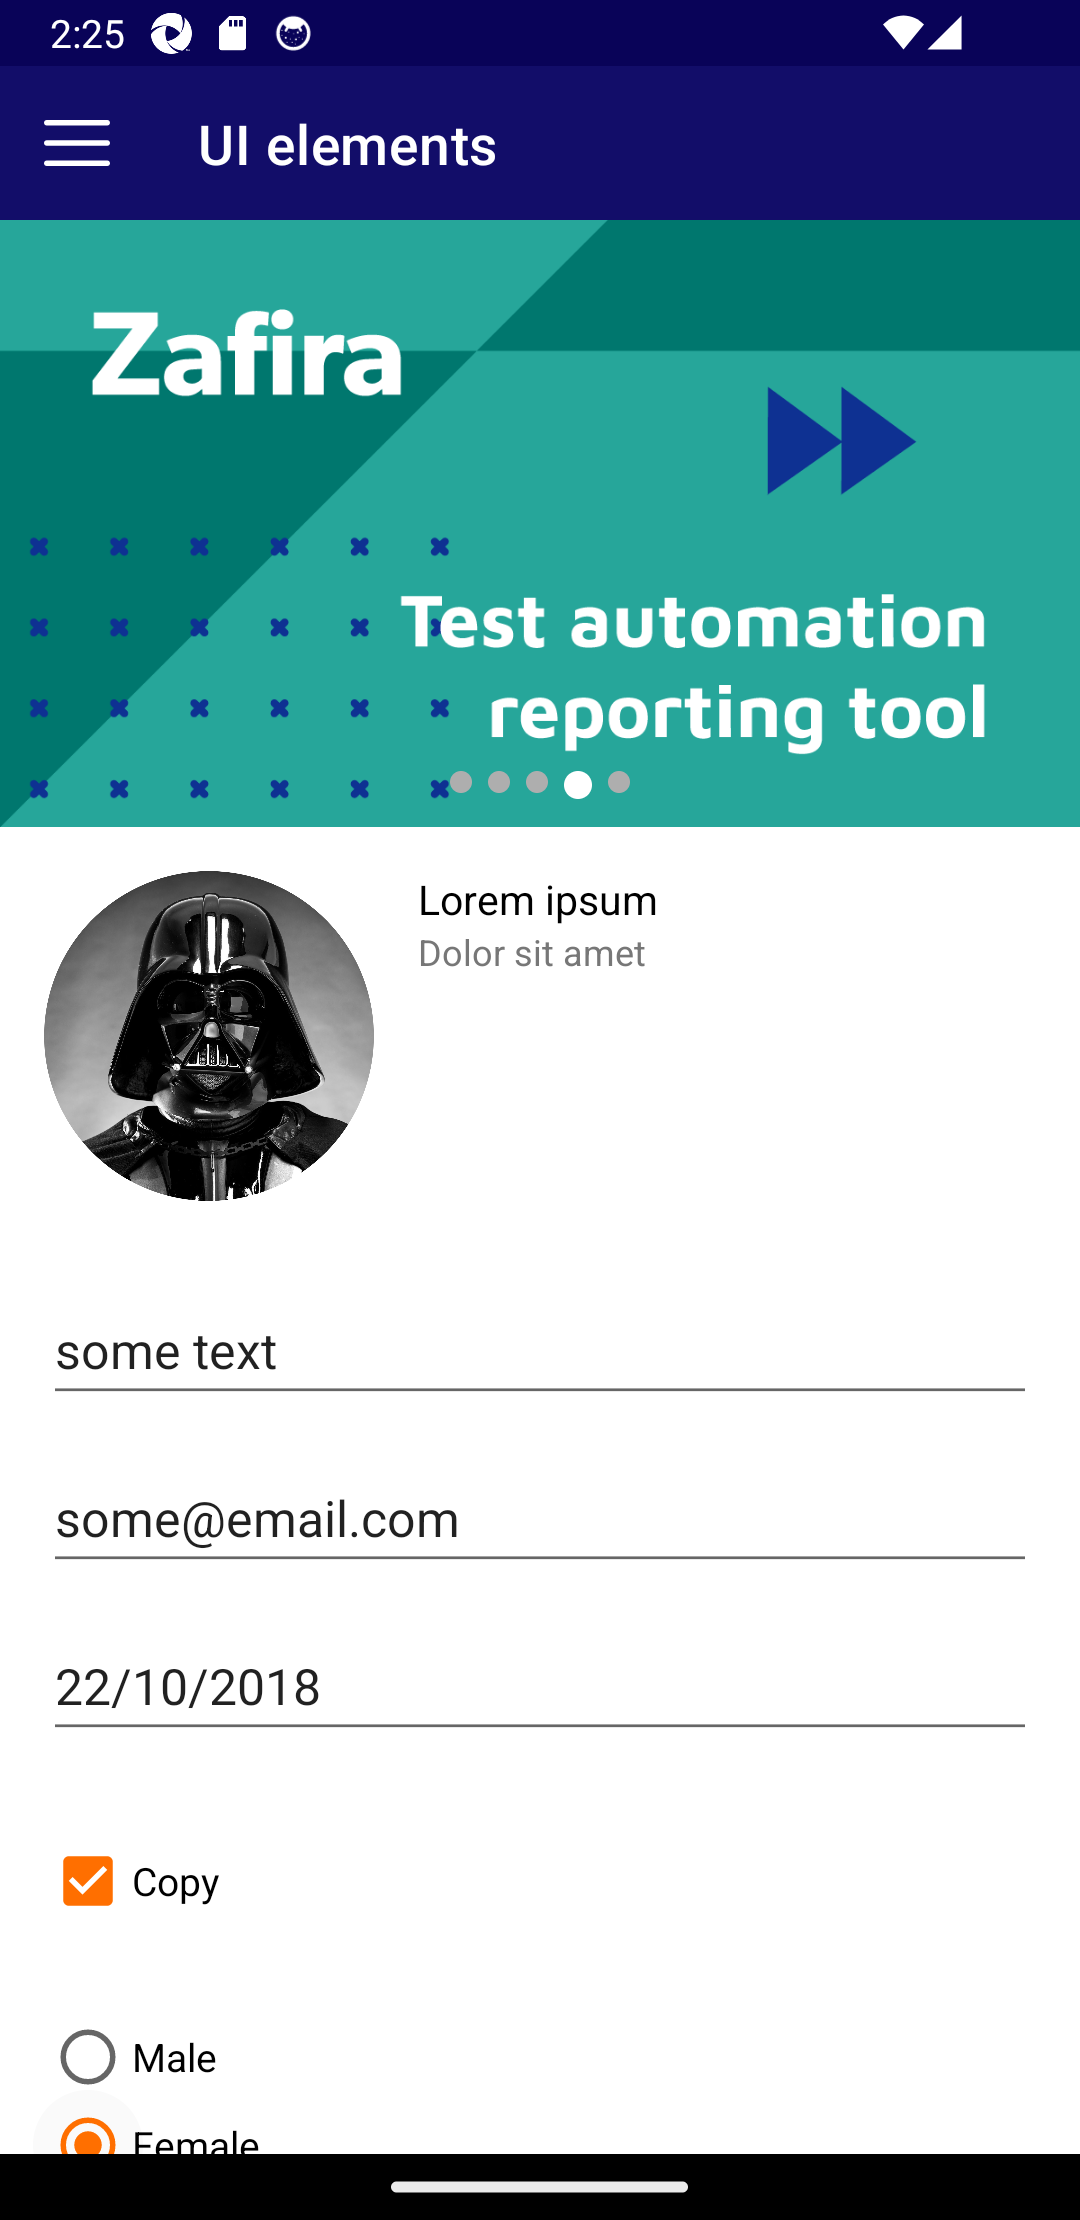 2:25
UI elements
Zafira
Test automation
reporting tool
Lorem ipsum
Dolor sit amet
some text
some@email.com
22/10/2018
Copy
Male
Female